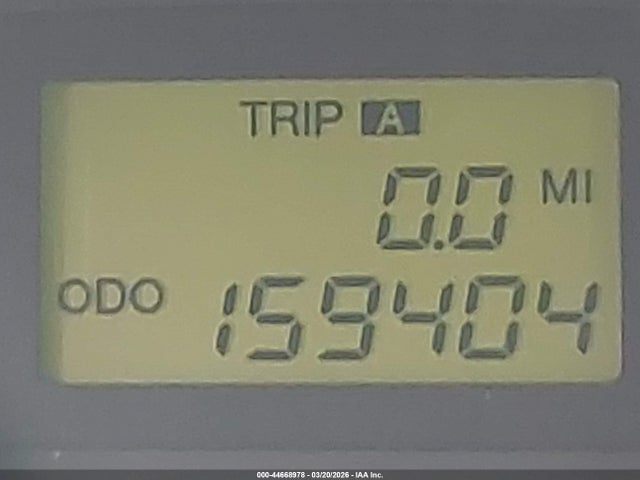 TRIP A
0.0 MI
ODO 159404
000-44668978 - 03/20/2026 - IAA Inc.